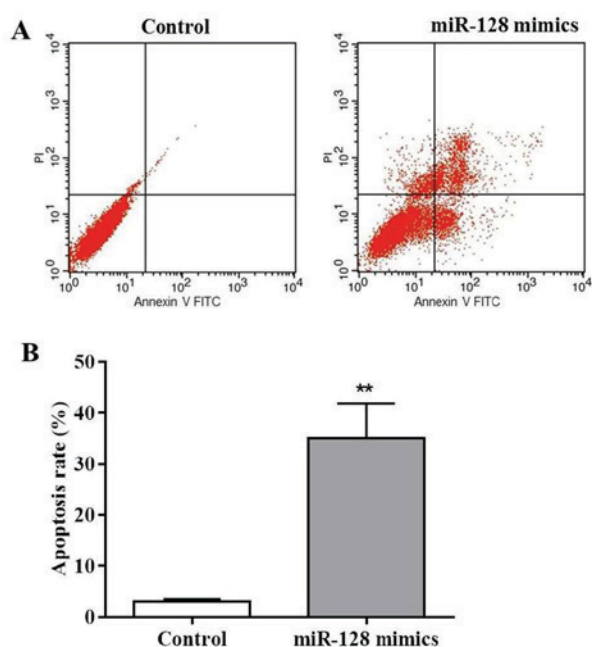 A
Control
miR-128 mimics
PI
10⁴
10³
10²
10¹
10⁰
10⁰ 10¹ 10² 10³ 10⁴
Annexin V FITC
PI
10⁴
10³
10²
10¹
10⁰
10⁰ 10¹ 10² 10³ 10⁴
Annexin V FITC
B
Apoptosis rate (%)
50
40
30
20
10
0
**
Control
miR-128 mimics